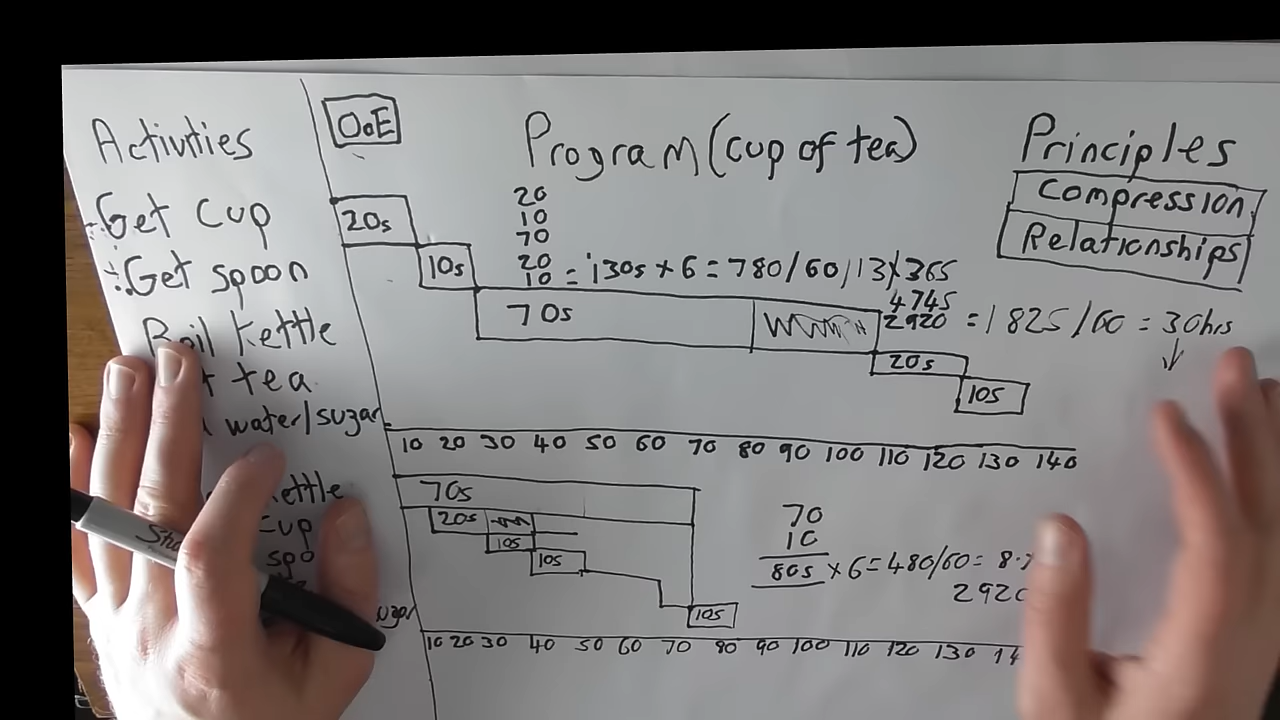 Activities
Get Cup
Get spoon
Boil Kettle
tea
water/sugar
OoE
Program (cup of tea)
Principles
Compression
Relationships
20
10
70
20
10 = 130s x 6 = 780/60 / 13 x 365
4745
2920 = 1825/60 = 30hrs
20s
10s
70s
20s
10s
10 20 30 40 50 60 70 80 90 100 110 120 130 140
70s
20s
10s
10s
10s
70
10
80s x 6 = 480/60 = 8.
2920
10 20 30 40 50 60 70 80 90 100 110 120 130 14